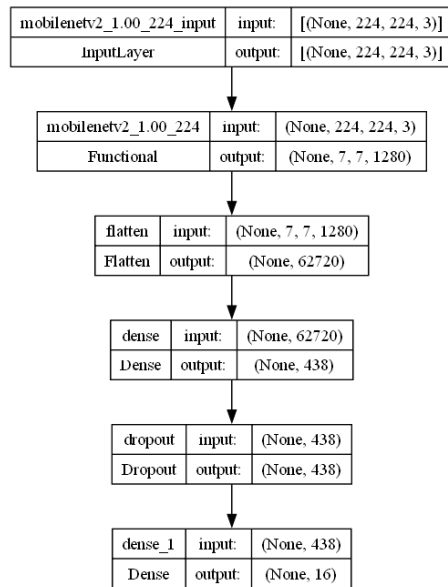 mobilenetv2_1.00_224_input input: [(None, 224, 224, 3)]
InputLayer output: [(None, 224, 224, 3)]
mobilenetv2_1.00_224 input: (None, 224, 224, 3)
Functional output: (None, 7, 7, 1280)
flatten input: (None, 7, 7, 1280)
Flatten output: (None, 62720)
dense input: (None, 62720)
Dense output: (None, 438)
dropout input: (None, 438)
Dropout output: (None, 438)
dense_1 input: (None, 438)
Dense output: (None, 16)